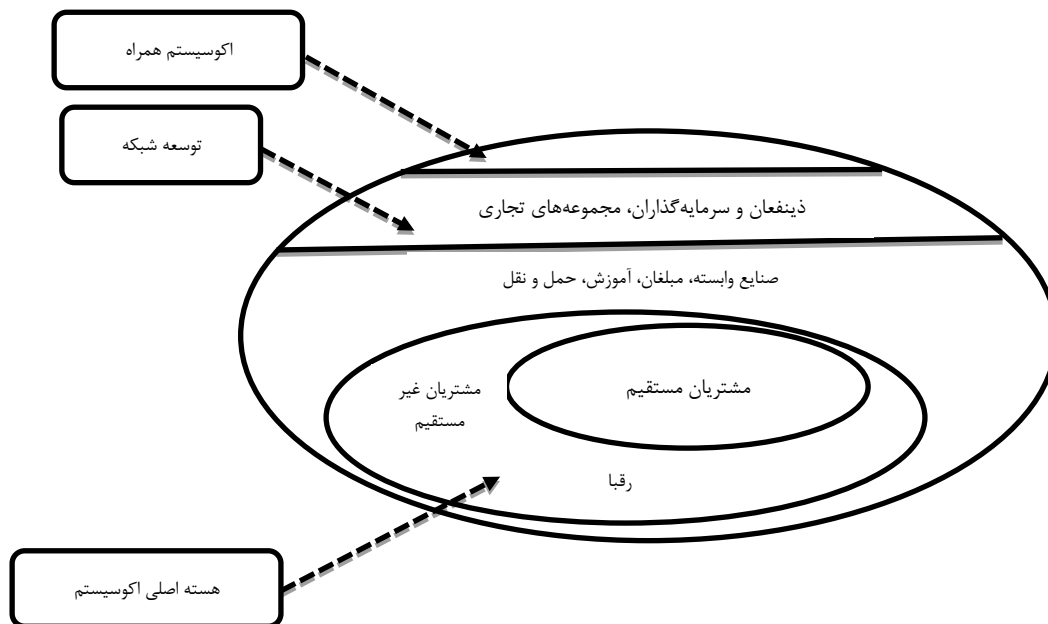 اکوسیستم همراه
توسعه شبکه
ذینفعان و سرمایه‌گذاران، مجموعه‌های تجاری
صنایع وابسته، مبلغان، آموزش، حمل و نقل
مشتریان مستقیم
مشتریان غیر
مستقیم
رقبا
هسته اصلی اکوسیستم